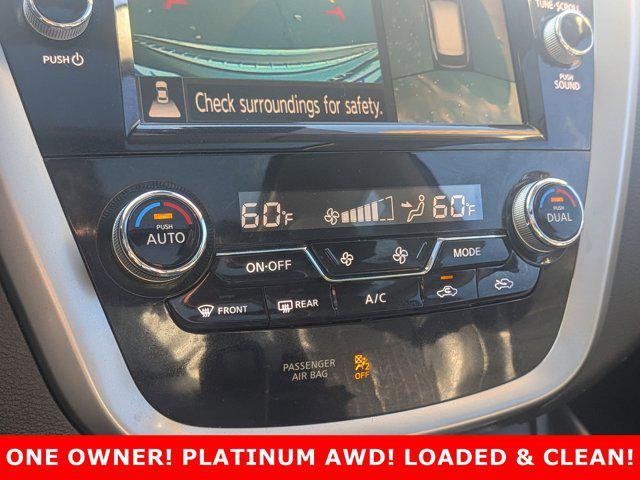 TUNE·SCROLL
PUSH
PUSH
SOUND
Check surroundings for safety.
60°F
60°F
PUSH
AUTO
PUSH
DUAL
ON·OFF
MODE
FRONT
REAR
A/C
PASSENGER
AIR BAG
2
OFF
ONE OWNER! PLATINUM AWD! LOADED & CLEAN!